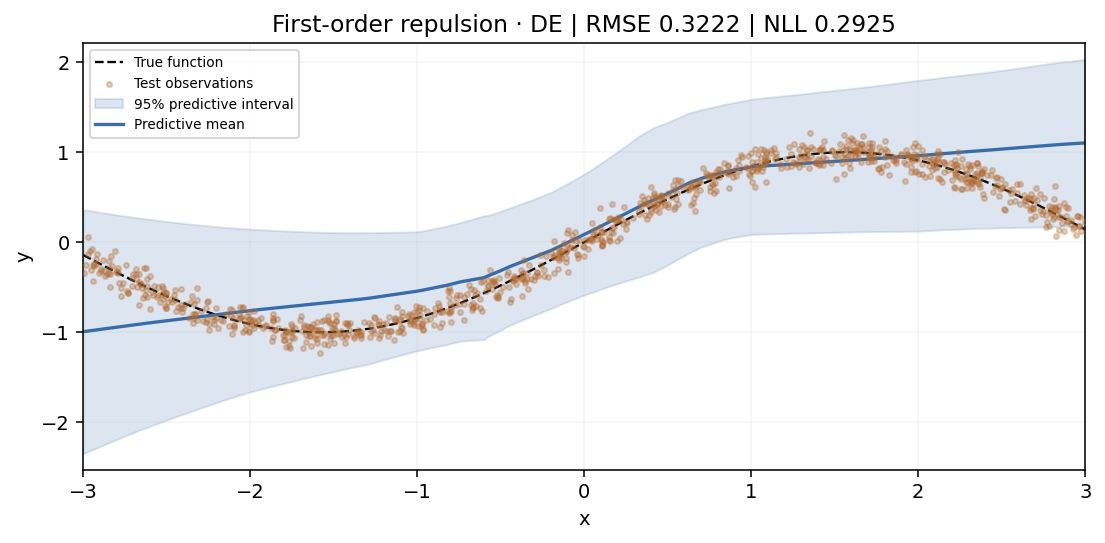 First-order repulsion · DE | RMSE 0.3222 | NLL 0.2925
True function
Test observations
95% predictive interval
Predictive mean
2
1
0
−1
−2
y
−3
−2
−1
0
1
2
3
x